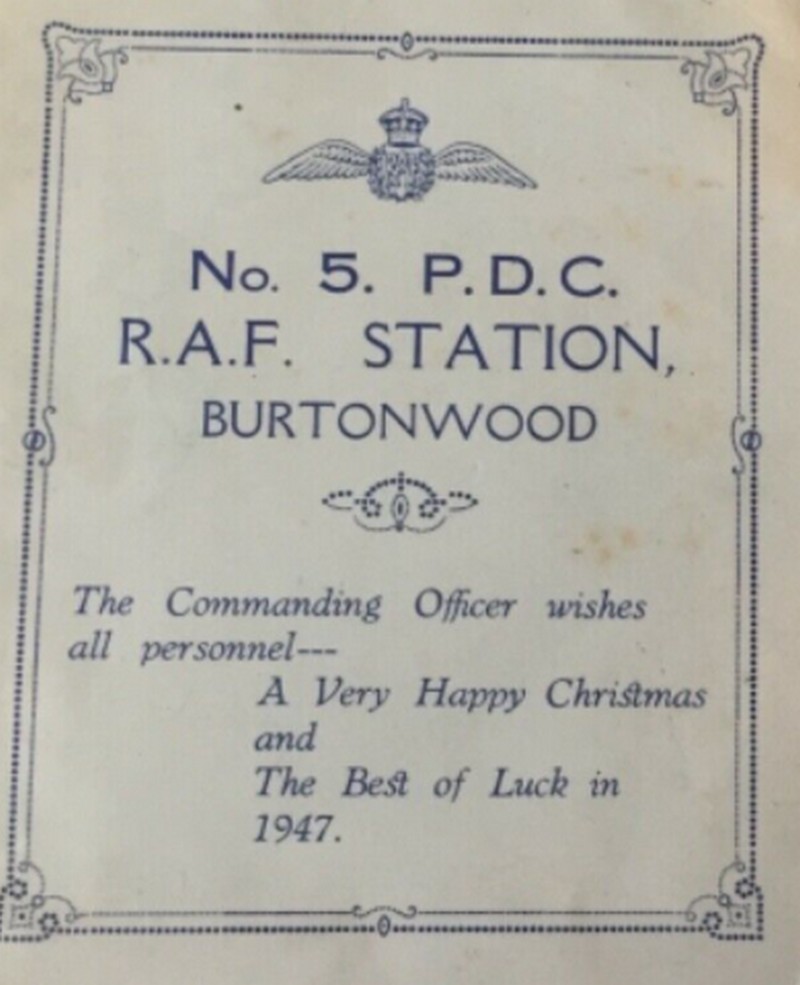 No. 5. P.D.C.
R.A.F. STATION,
BURTONWOOD
The Commanding Officer wishes
all personnel---
A Very Happy Christmas
and
The Best of Luck in
1947.